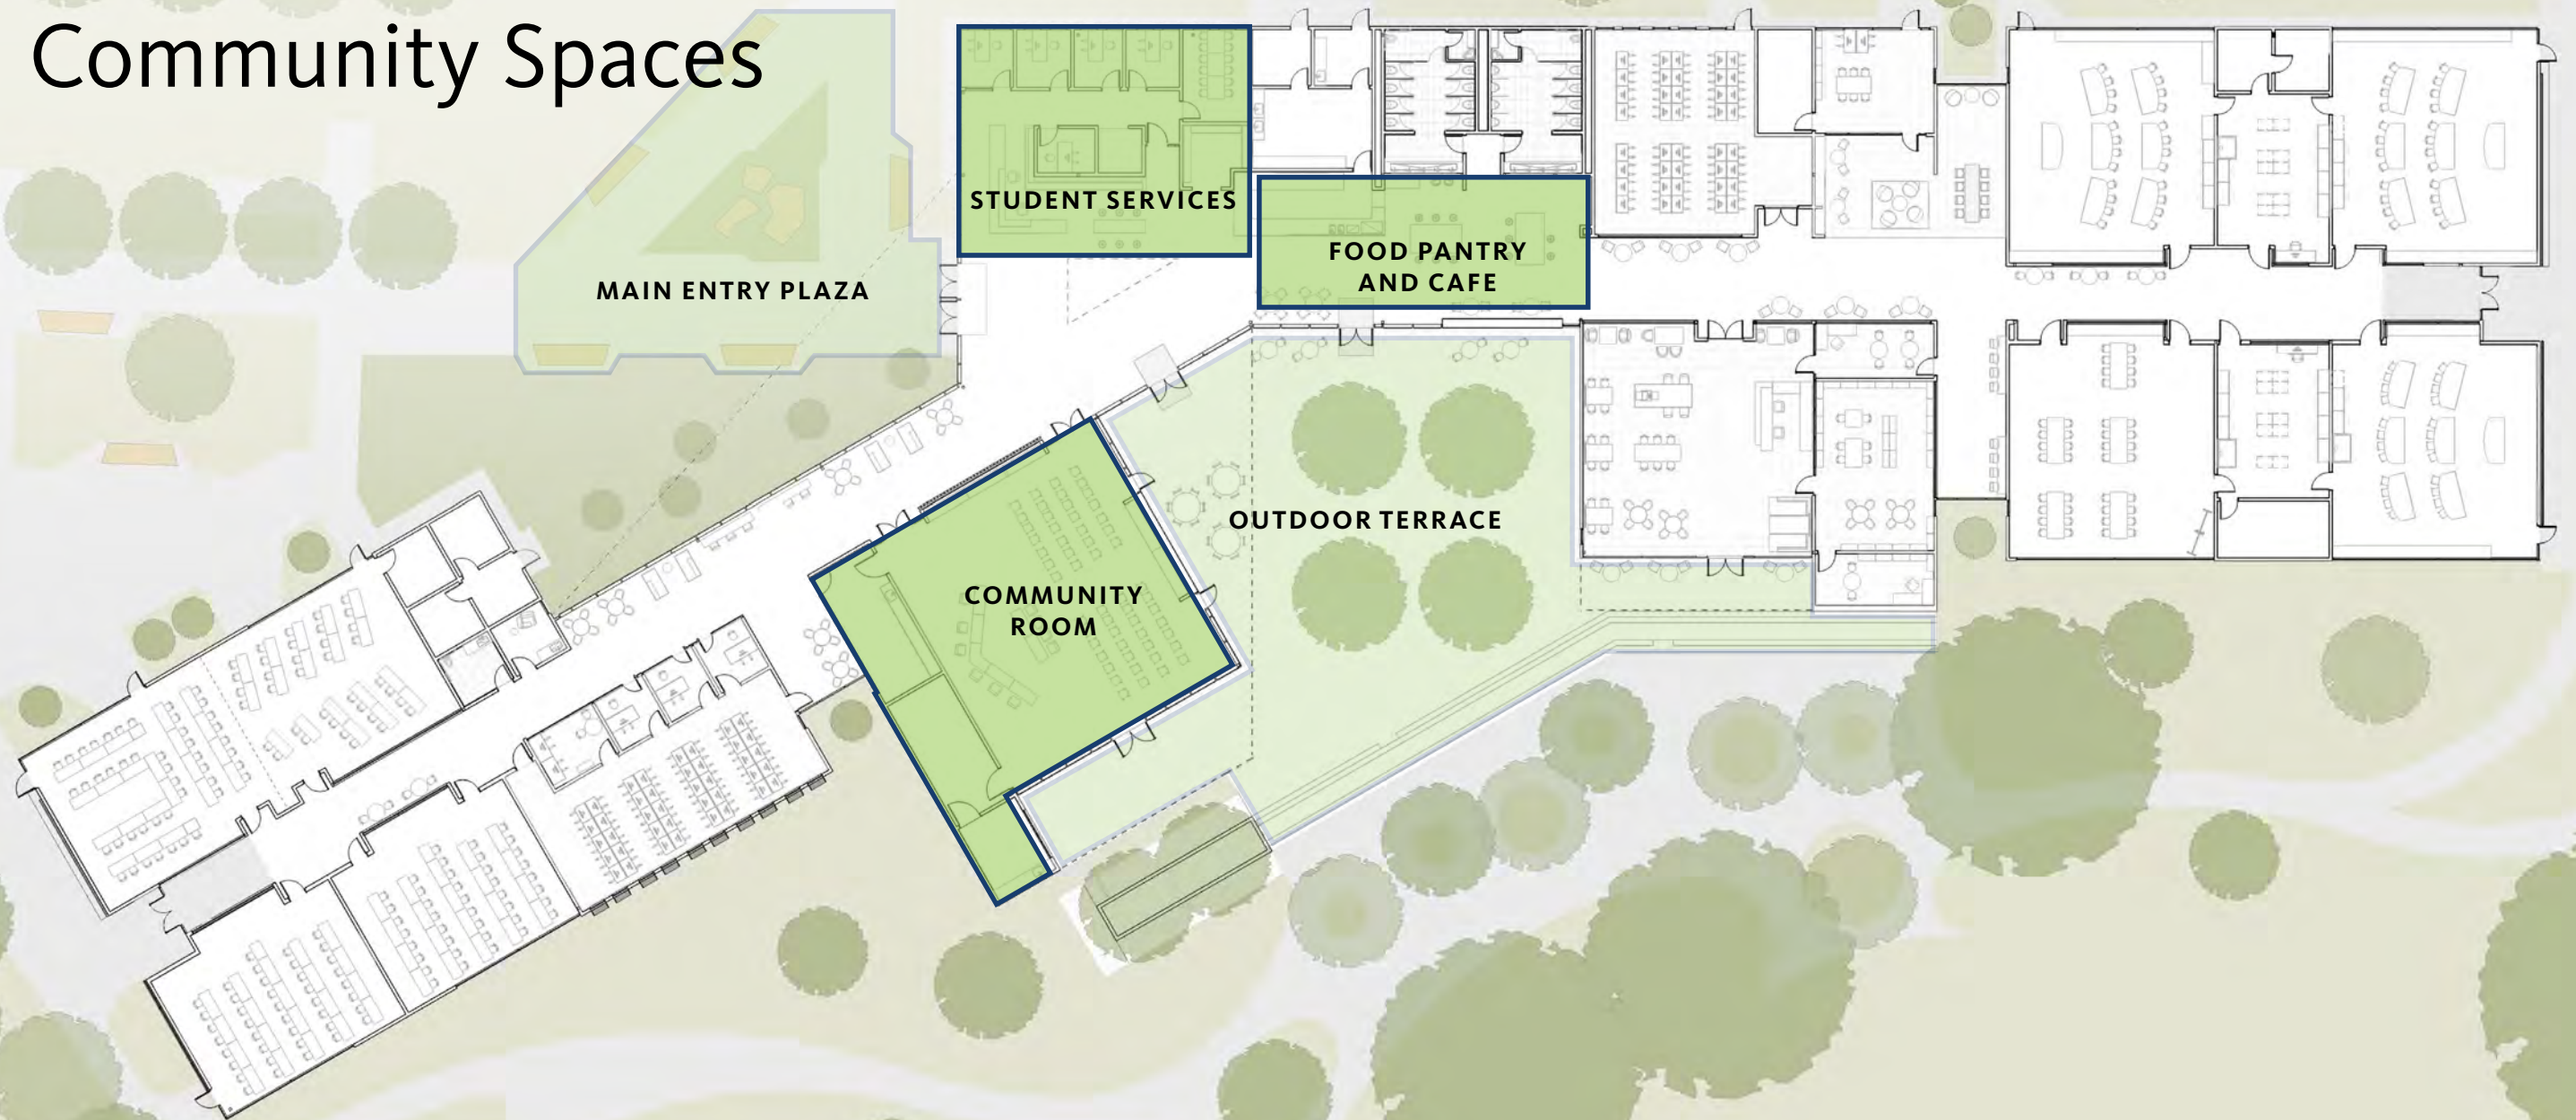 Community Spaces
STUDENT SERVICES
FOOD PANTRY
AND CAFE
MAIN ENTRY PLAZA
OUTDOOR TERRACE
COMMUNITY
ROOM